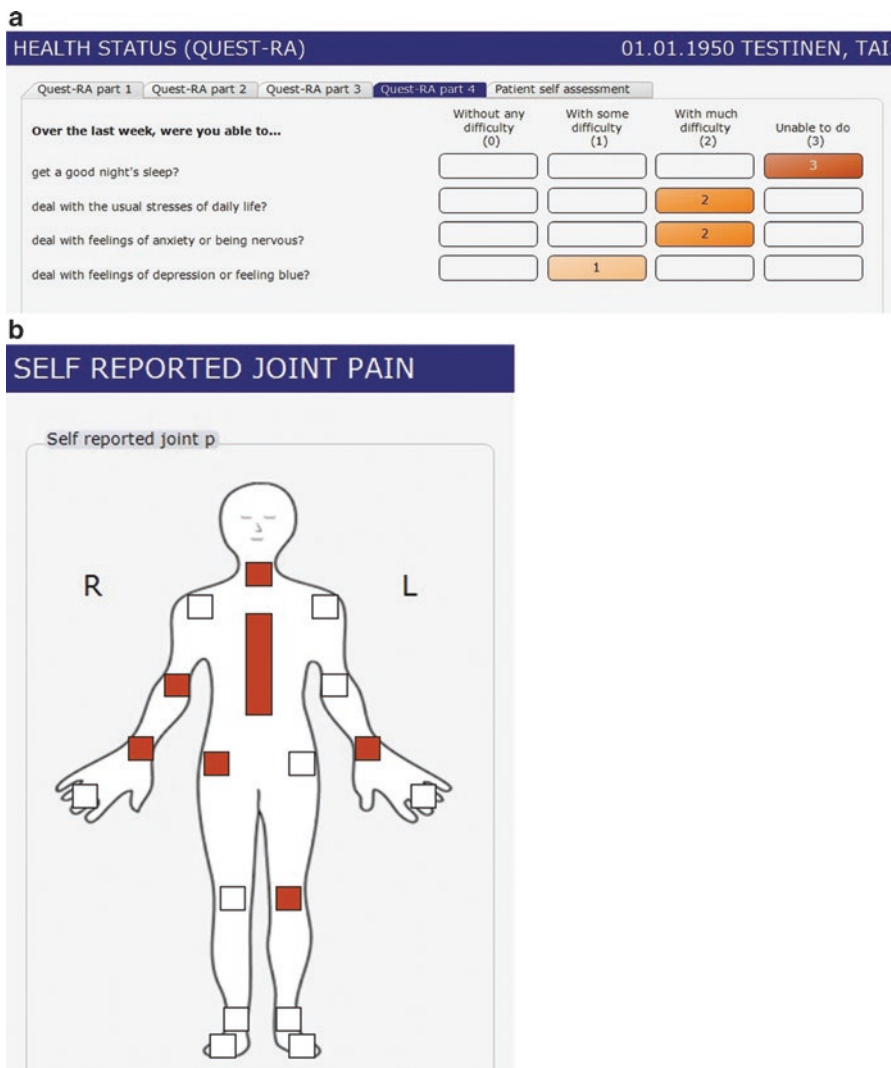 a
HEALTH STATUS (QUEST-RA) 01.01.1950 TESTINEN, TAI
Quest-RA part 1 Quest-RA part 2 Quest-RA part 3 Quest-RA part 4 Patient self assessment
Over the last week, were you able to...
Without any difficulty (0)
With some difficulty (1)
With much difficulty (2)
Unable to do (3)
get a good night's sleep? 3
deal with the usual stresses of daily life? 2
deal with feelings of anxiety or being nervous? 2
deal with feelings of depression or feeling blue? 1
b
SELF REPORTED JOINT PAIN
Self reported joint p
R L